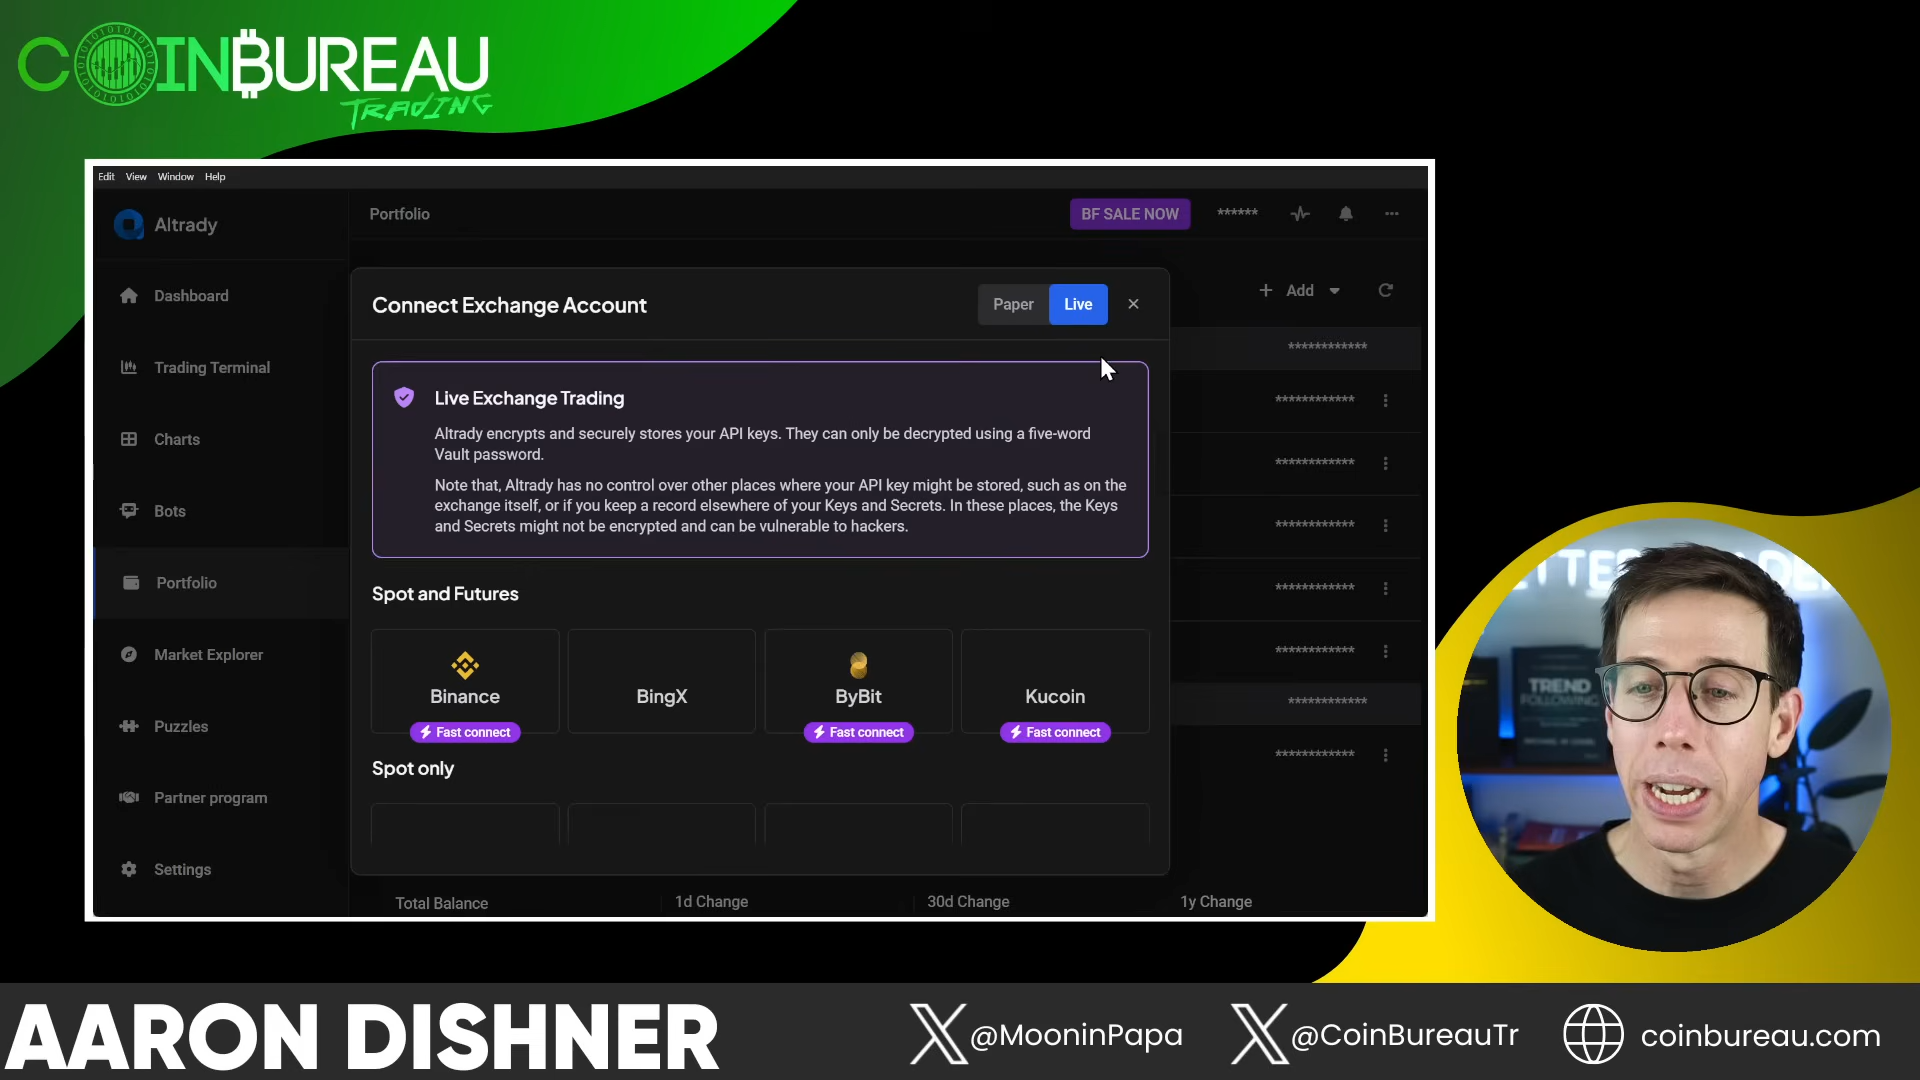 COINBUREAU
TRADING
Edit View Window Help
Altrady
Portfolio
BF SALE NOW
******
Dashboard
Trading Terminal
Charts
Bots
Portfolio
Market Explorer
Puzzles
Partner program
Settings
Add
************
************
************
************
************
************
************
************
Connect Exchange Account
Paper
Live
Live Exchange Trading
Altrady encrypts and securely stores your API keys. They can only be decrypted using a five-word
Vault password.
Note that, Altrady has no control over other places where your API key might be stored, such as on the
exchange itself, or if you keep a record elsewhere of your Keys and Secrets. In these places, the Keys
and Secrets might not be encrypted and can be vulnerable to hackers.
Spot and Futures
Binance
Fast connect
BingX
ByBit
Fast connect
Kucoin
Fast connect
Spot only
Total Balance
1d Change
30d Change
1y Change
TREND
FOLLOWING
AARON DISHNER
@MooninPapa
@CoinBureauTr
coinbureau.com